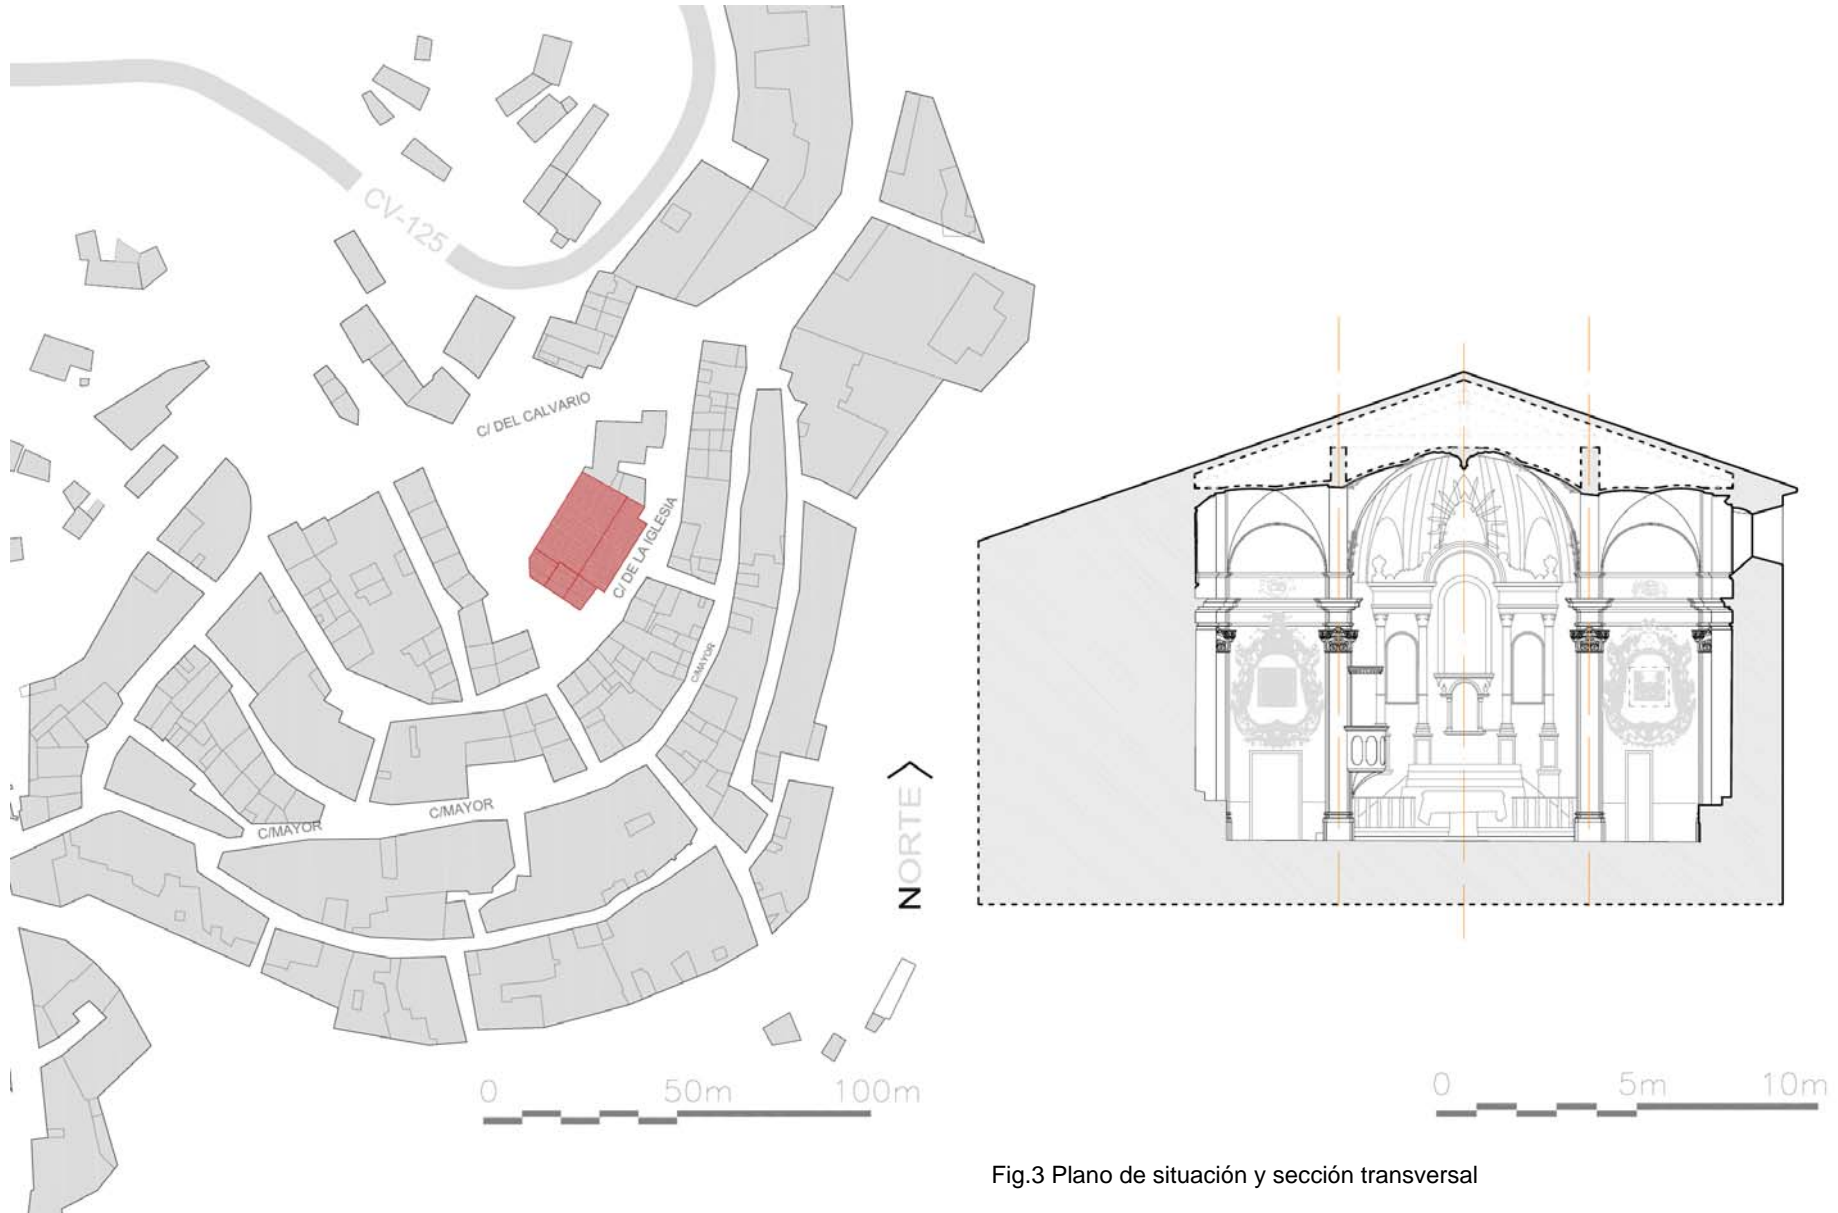 CV-125
C/ DEL CALVARIO
C/ DE LA IGLESIA
C/MAYOR
C/MAYOR
C/MAYOR
NORTE
0 50m 100m
0 5m 10m
Fig.3 Plano de situación y sección transversal